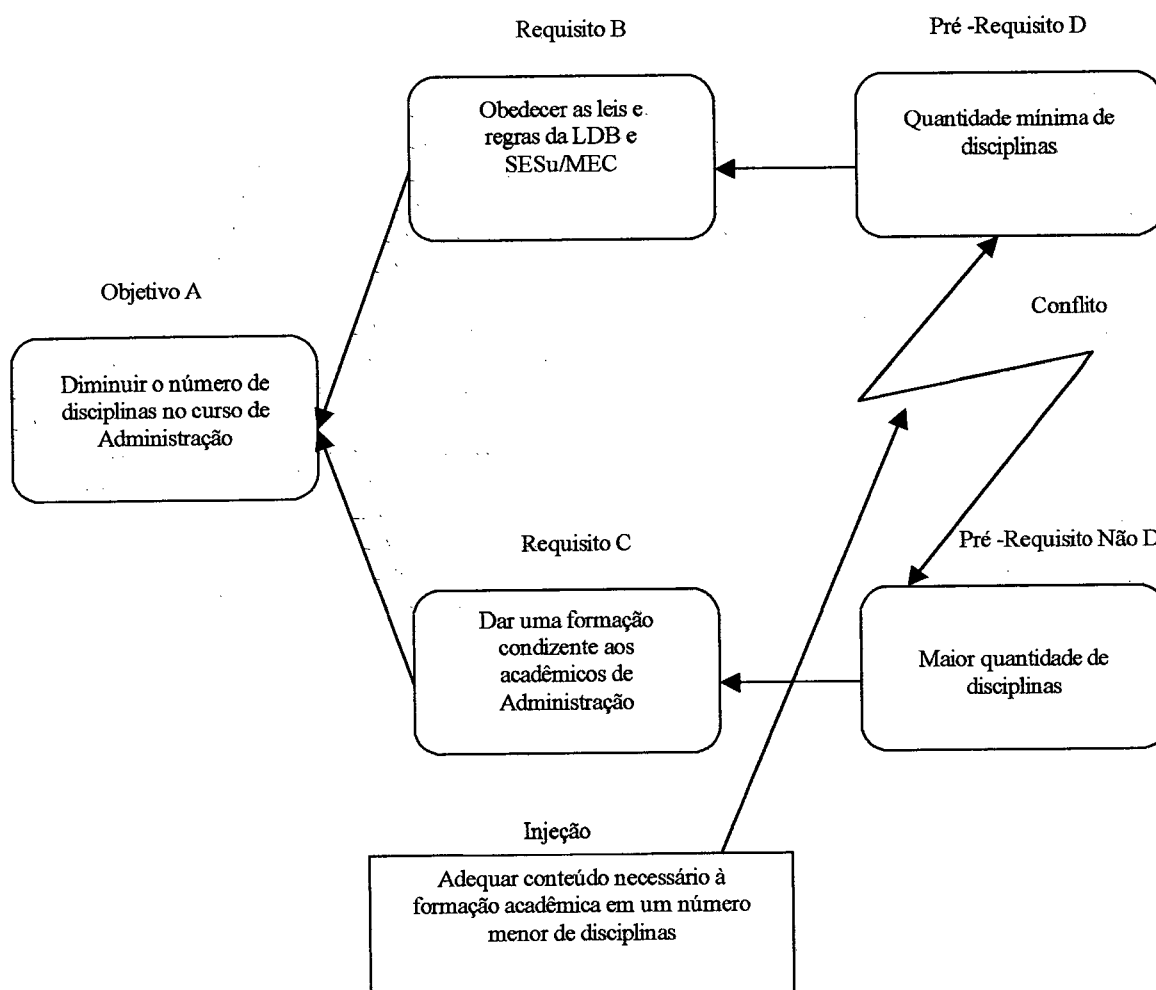 Requisito B
Pré -Requisito D
Obedecer as leis e
regras da LDB e
SESu/MEC
Quantidade mínima de
disciplinas
Objetivo A
Conflito
Diminuir o número de
disciplinas no curso de
Administração
Requisito C
Pré -Requisito Não D
Dar uma formação
condizente aos
acadêmicos de
Administração
Maior quantidade de
disciplinas
Injeção
Adequar conteúdo necessário à
formação acadêmica em um número
menor de disciplinas